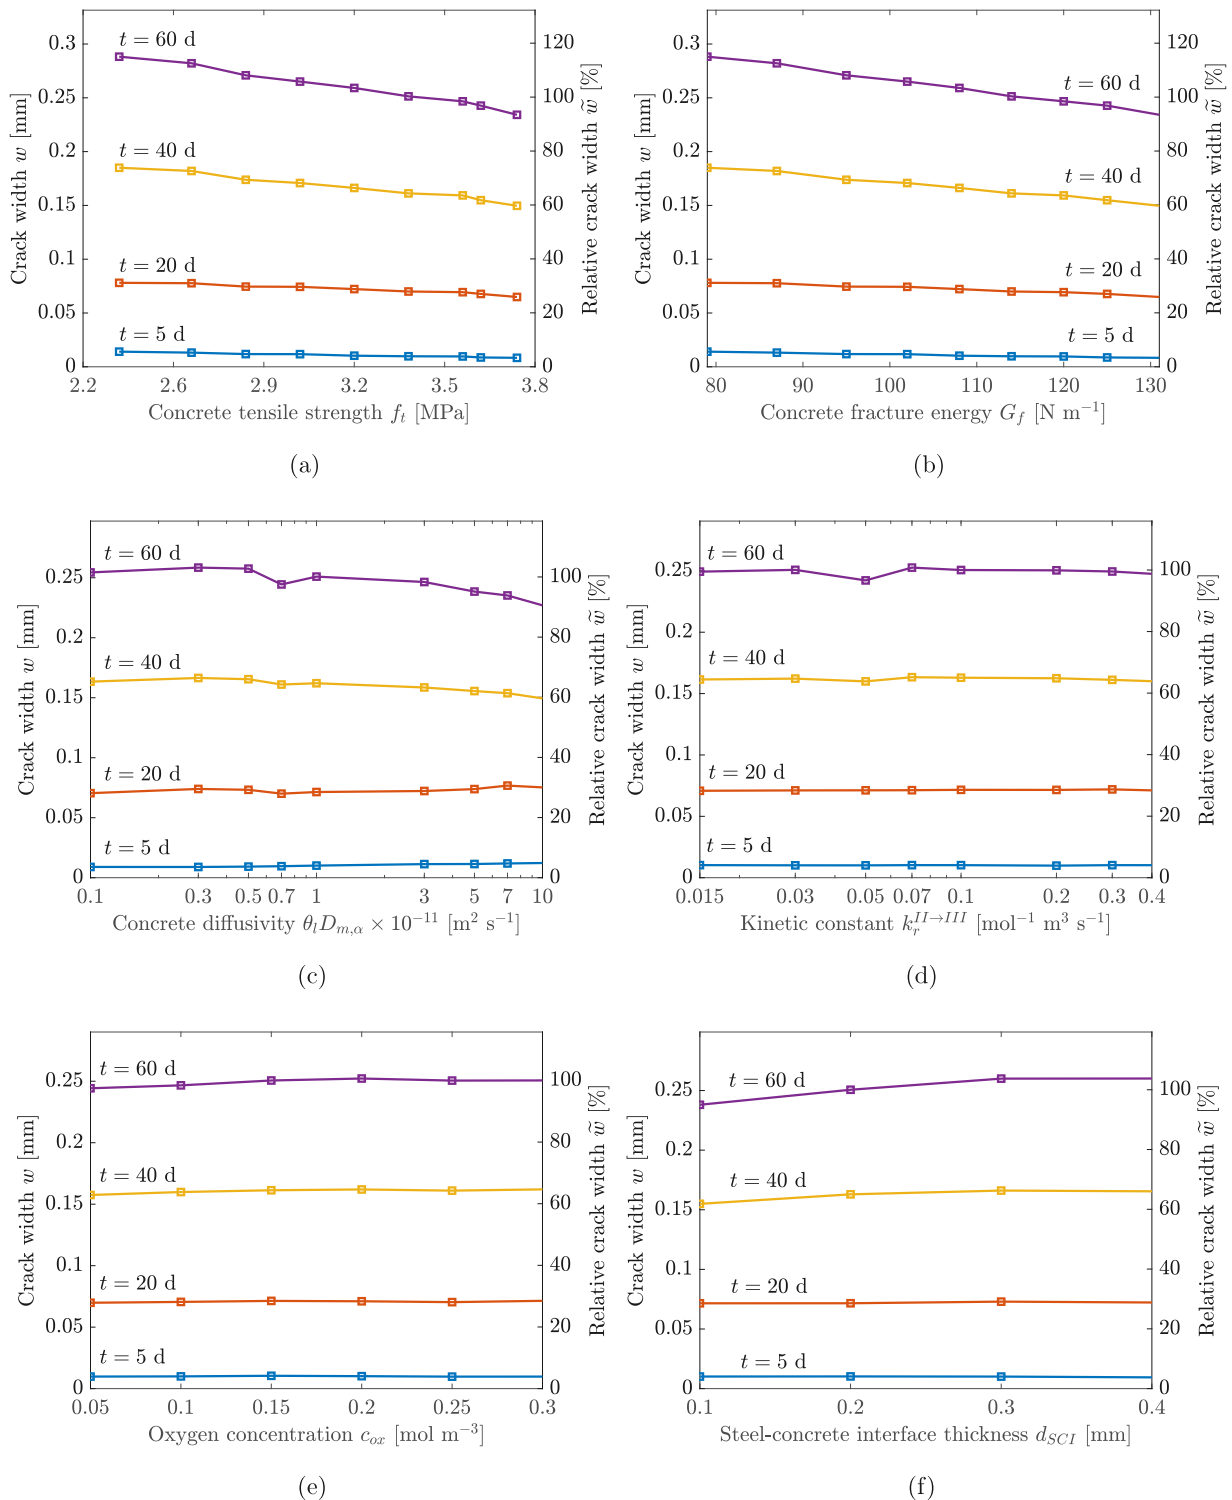 t = 60 d
t = 40 d
t = 20 d
t = 5 d
0.3
0.25
0.2
0.15
0.1
0.05
0
120
100
80
60
40
20
0
2.2 2.6 2.9 3.2 3.5 3.8
Crack width w [mm]
Relative crack width w̃ [%]
Concrete tensile strength f_t [MPa]
(a)
t = 60 d
t = 40 d
t = 20 d
t = 5 d
0.3
0.25
0.2
0.15
0.1
0.05
0
120
100
80
60
40
20
0
80 90 100 110 120 130
Crack width w [mm]
Relative crack width w̃ [%]
Concrete fracture energy G_f [N m⁻¹]
(b)
t = 60 d
t = 40 d
t = 20 d
t = 5 d
0.25
0.2
0.15
0.1
0.05
0
100
80
60
40
20
0
0.1 0.3 0.5 0.7 1 3 5 7 10
Crack width w [mm]
Relative crack width w̃ [%]
Concrete diffusivity θ_l D_{m,α} × 10⁻¹¹ [m² s⁻¹]
(c)
t = 60 d
t = 40 d
t = 20 d
t = 5 d
0.25
0.2
0.15
0.1
0.05
0
100
80
60
40
20
0
0.015 0.03 0.05 0.07 0.1 0.2 0.3 0.4
Crack width w [mm]
Relative crack width w̃ [%]
Kinetic constant k_r^{II→III} [mol⁻¹ m³ s⁻¹]
(d)
t = 60 d
t = 40 d
t = 20 d
t = 5 d
0.25
0.2
0.15
0.1
0.05
0
100
80
60
40
20
0
0.05 0.1 0.15 0.2 0.25 0.3
Crack width w [mm]
Relative crack width w̃ [%]
Oxygen concentration c_{ox} [mol m⁻³]
(e)
t = 60 d
t = 40 d
t = 20 d
t = 5 d
0.25
0.2
0.15
0.1
0.05
0
100
80
60
40
20
0
0.1 0.2 0.3 0.4
Crack width w [mm]
Relative crack width w̃ [%]
Steel-concrete interface thickness d_{SCI} [mm]
(f)